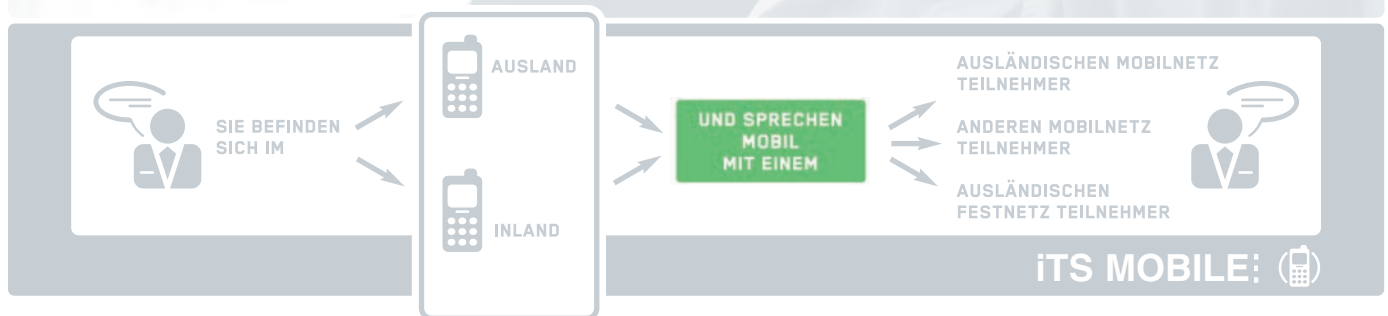 SIE BEFINDEN
SICH IM
AUSLAND
INLAND
UND SPRECHEN
MOBIL
MIT EINEM
AUSLÄNDISCHEN MOBILNETZ
TEILNEHMER
ANDEREN MOBILNETZ
TEILNEHMER
AUSLÄNDISCHEN
FESTNETZ TEILNEHMER
iTS MOBILE